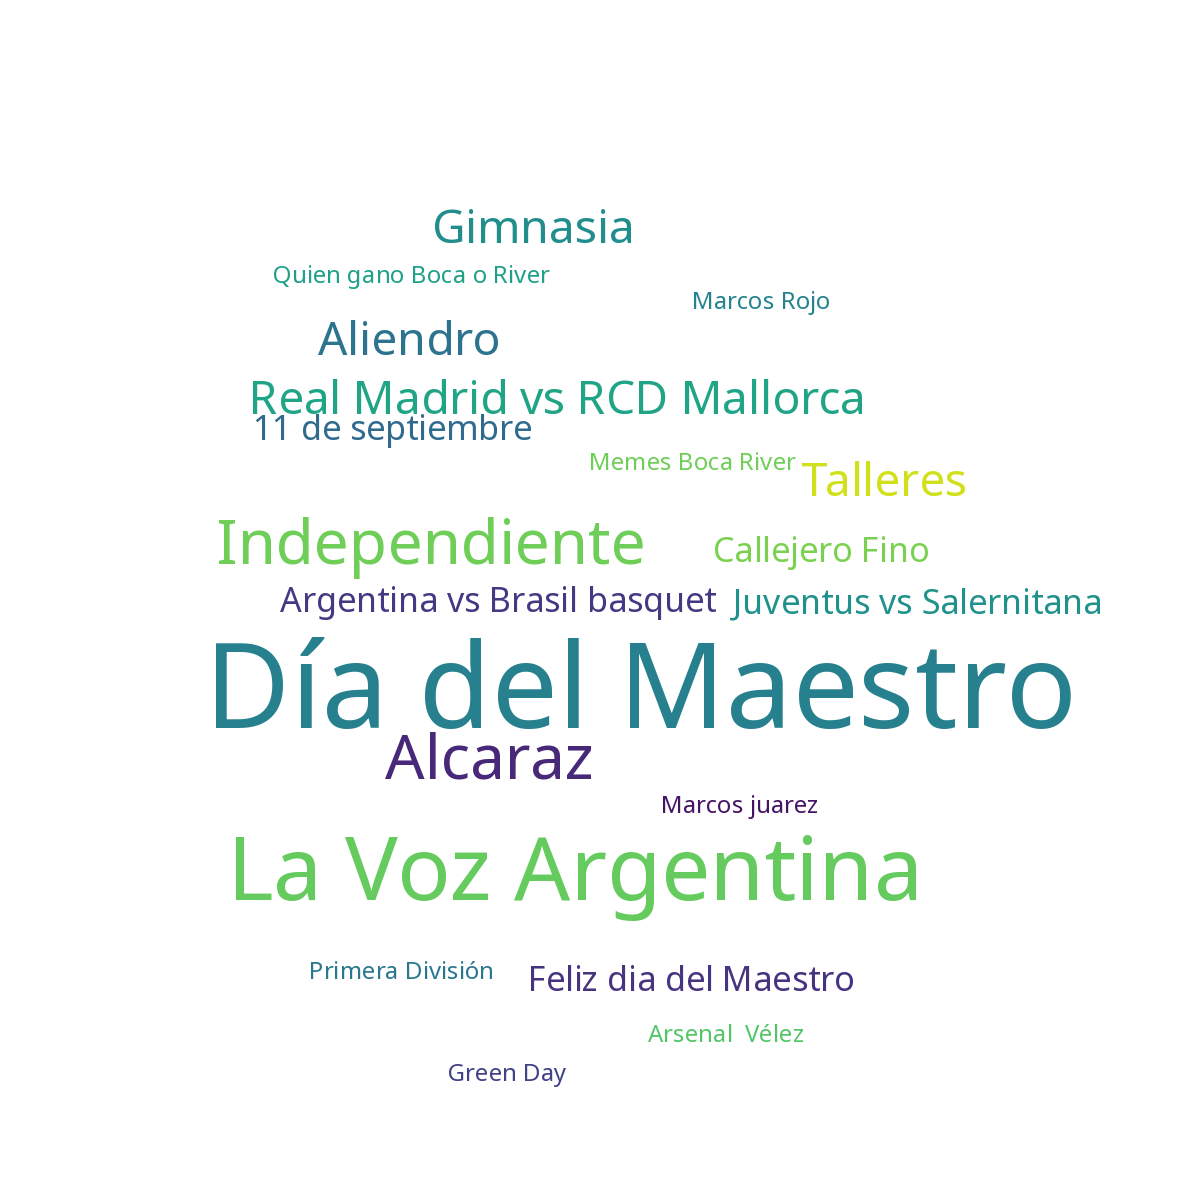 Gimnasia
Quien gano Boca o River
Marcos Rojo
Aliendro
Real Madrid vs RCD Mallorca
11 de septiembre
Memes Boca River
Talleres
Independiente
Callejero Fino
Argentina vs Brasil basquet
Juventus vs Salernitana
Día del Maestro
Alcaraz
Marcos juarez
La Voz Argentina
Primera División
Feliz dia del Maestro
Arsenal  Vélez
Green Day